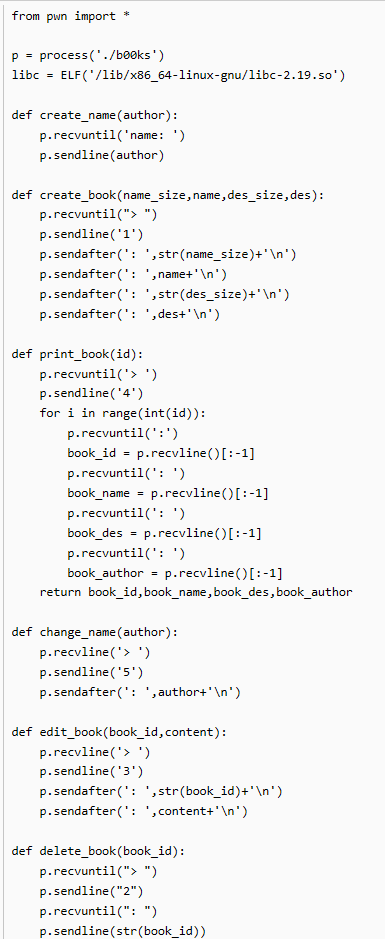 from pwn import *

p = process('./b00ks')
libc = ELF('/lib/x86_64-linux-gnu/libc-2.19.so')

def create_name(author):
    p.recvuntil('name: ')
    p.sendline(author)

def create_book(name_size,name,des_size,des):
    p.recvuntil("> ")
    p.sendline('1')
    p.sendafter(': ',str(name_size)+'\n')
    p.sendafter(': ',name+'\n')
    p.sendafter(': ',str(des_size)+'\n')
    p.sendafter(': ',des+'\n')

def print_book(id):
    p.recvuntil('> ')
    p.sendline('4')
    for i in range(int(id)):
        p.recvuntil(':')
        book_id = p.recvline()[:-1]
        p.recvuntil(': ')
        book_name = p.recvline()[:-1]
        p.recvuntil(': ')
        book_des = p.recvline()[:-1]
        p.recvuntil(': ')
        book_author = p.recvline()[:-1]
    return book_id,book_name,book_des,book_author

def change_name(author):
    p.recvline('> ')
    p.sendline('5')
    p.sendafter(': ',author+'\n')

def edit_book(book_id,content):
    p.recvline('> ')
    p.sendline('3')
    p.sendafter(': ',str(book_id)+'\n')
    p.sendafter(': ',content+'\n')

def delete_book(book_id):
    p.recvuntil("> ")
    p.sendline("2")
    p.recvuntil(": ")
    p.sendline(str(book_id))